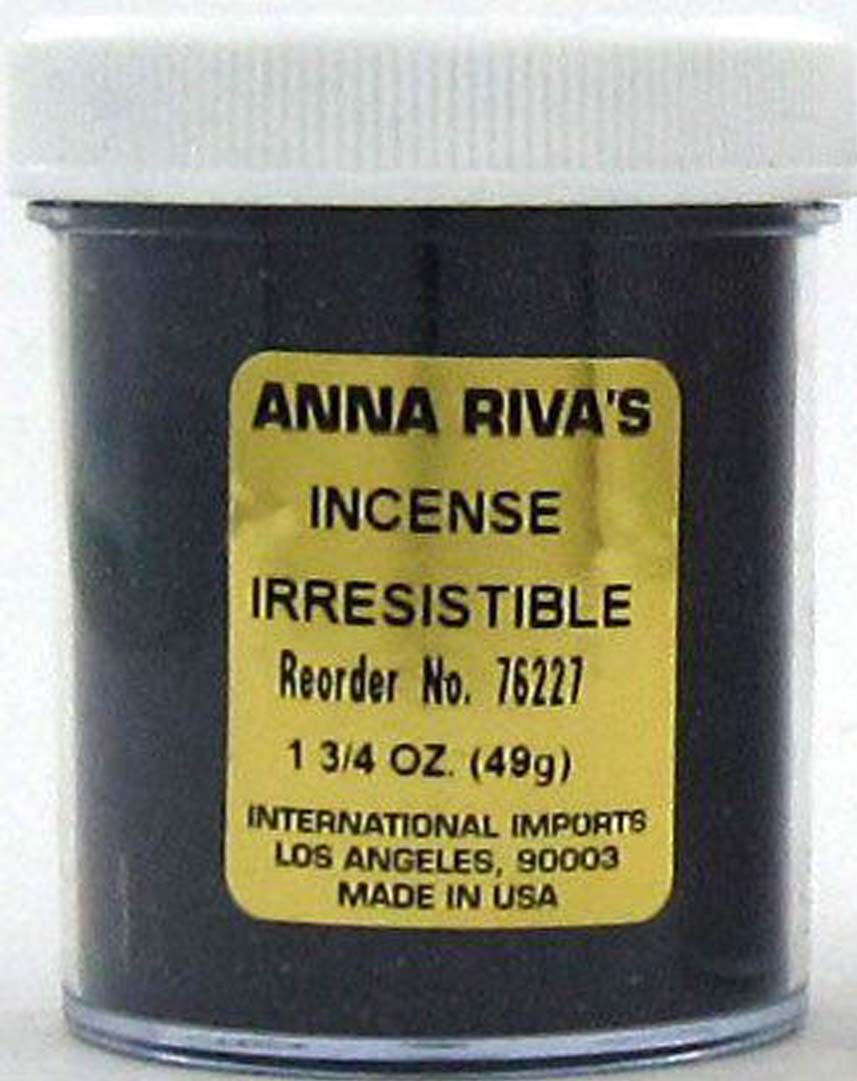 ANNA RIVA'S
INCENSE
IRRESISTIBLE
Reorder No. 76227
1 3/4 OZ. (49g)
INTERNATIONAL IMPORTS
LOS ANGELES, 90003
MADE IN USA